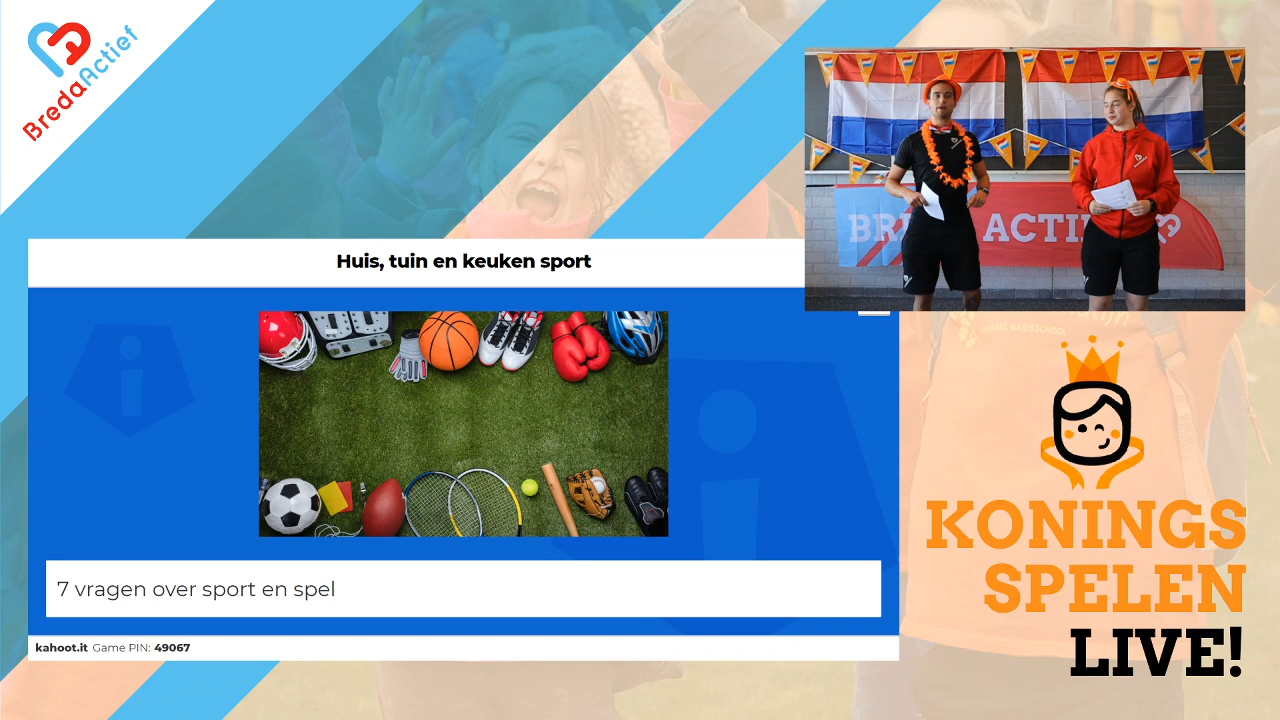 BredaActief
Huis, tuin en keuken sport
7 vragen over sport en spel
kahoot.it Game PIN: 49067
KONINGS
SPELEN
LIVE!